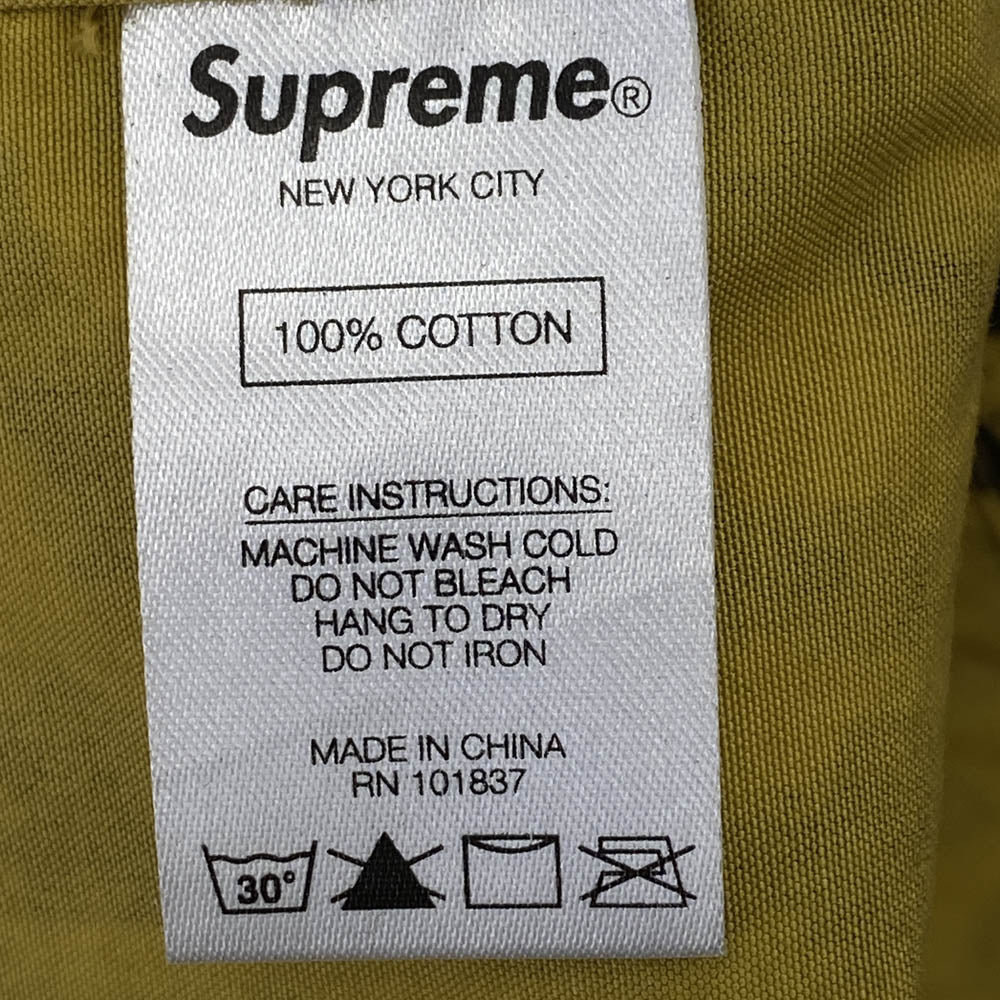 Supreme®
NEW YORK CITY
100% COTTON
CARE INSTRUCTIONS:
MACHINE WASH COLD
DO NOT BLEACH
HANG TO DRY
DO NOT IRON
MADE IN CHINA
RN 101837
30°